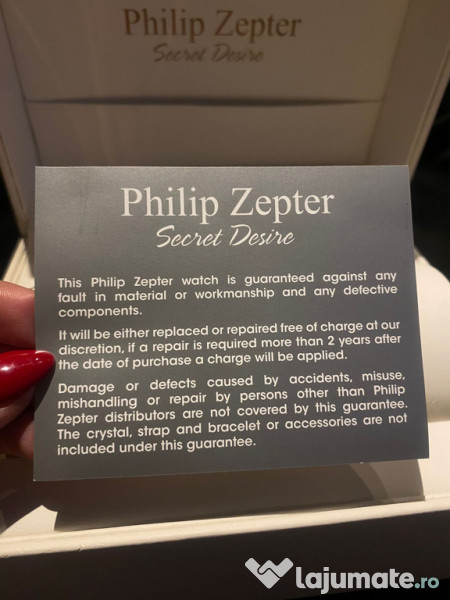 Philip Zepter
Secret Desire
Philip Zepter
Secret Desire
This Philip Zepter watch is guaranteed against any
fault in material or workmanship and any defective
components.
It will be either replaced or repaired free of charge at our
discretion, if a repair is required more than 2 years after
the date of purchase a charge will be applied.
Damage or defects caused by accidents, misuse,
mishandling or repair by persons other than Philip
Zepter distributors are not covered by this guarantee.
The crystal, strap and bracelet or accessories are not
included under this guarantee.
lajumate.ro